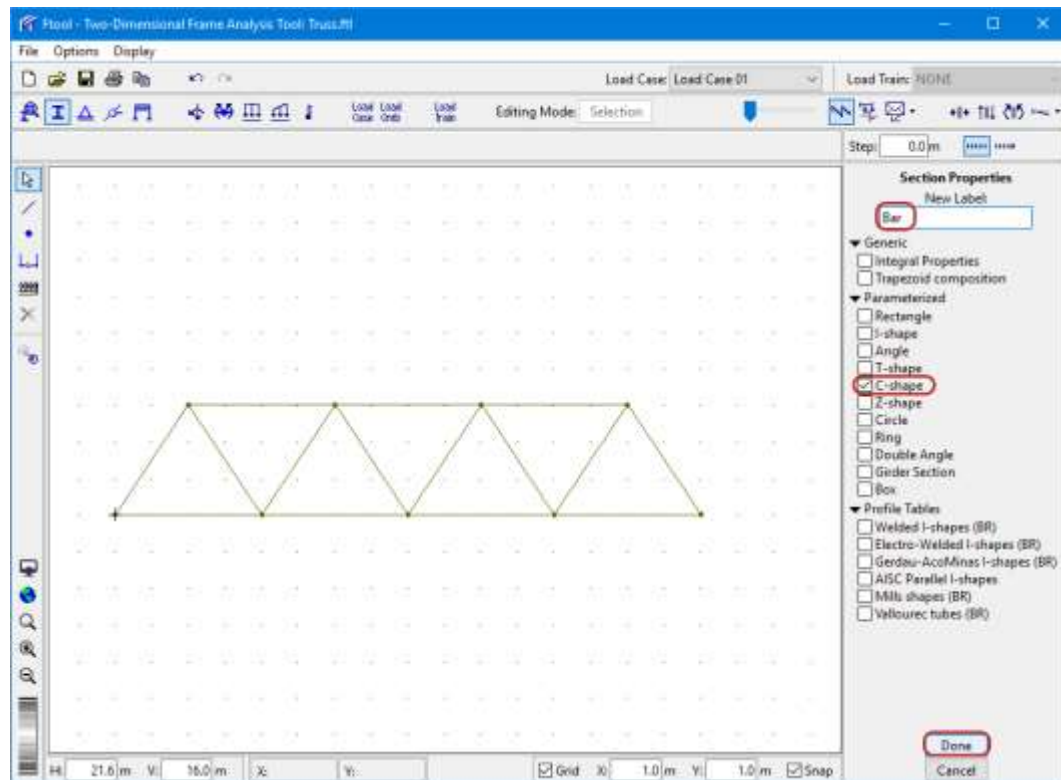 Ftool - Two-Dimensional Frame Analysis Tool: Truss.ftl
File Options Display
Load Case: Load Case 01
Load Train: NONE
Load Case
Load Comb
Load Train
Editing Mode: Selection
Step: 0.0 m
Section Properties
New Label:
Bar
Generic
Integral Properties
Trapezoid composition
Parameterized
Rectangle
I-shape
Angle
T-shape
C-shape
Z-shape
Circle
Ring
Double Angle
Girder Section
Box
Profile Tables
Welded I-shapes (BR)
Electro-Welded I-shapes (BR)
Gerdau-AcoMinas I-shapes (BR)
AISC Parallel I-shapes
Mills shapes (BR)
Vallourec tubes (BR)
Done
Cancel
H: 21.6 m V: 16.0 m X: Y: Grid X: 1.0 m Y: 1.0 m Snap